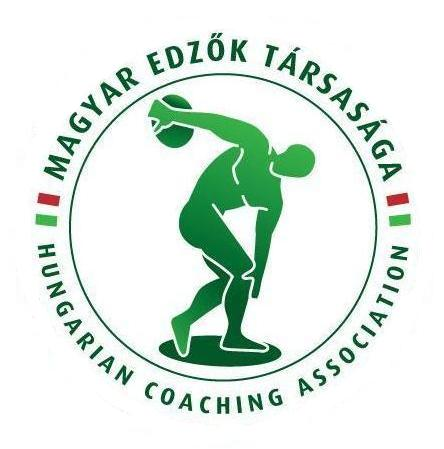 MAGYAR EDZŐK TÁRSASÁGA
HUNGARIAN COACHING ASSOCIATION